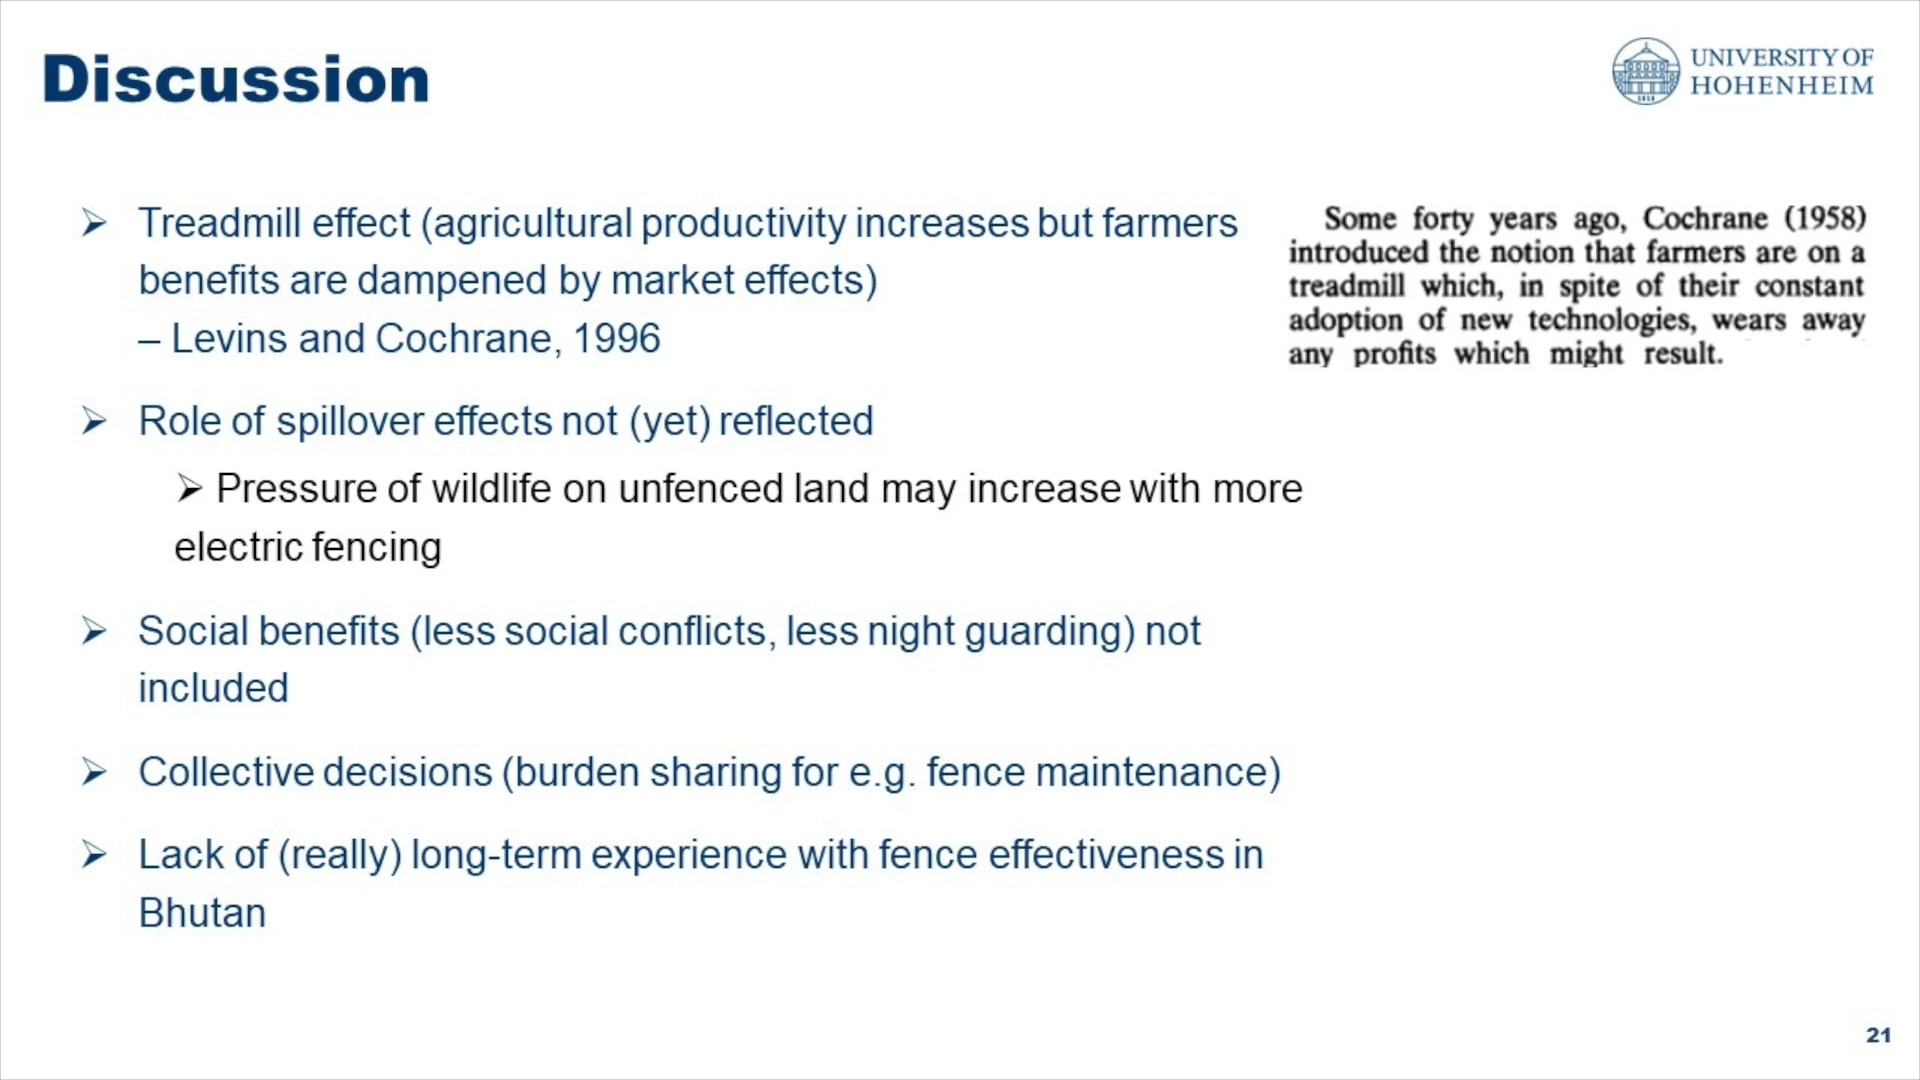 Discussion
UNIVERSITY OF
HOHENHEIM
➢ Treadmill effect (agricultural productivity increases but farmers
benefits are dampened by market effects)
– Levins and Cochrane, 1996
Some forty years ago, Cochrane (1958)
introduced the notion that farmers are on a
treadmill which, in spite of their constant
adoption of new technologies, wears away
any profits which might result.
➢ Role of spillover effects not (yet) reflected
➢ Pressure of wildlife on unfenced land may increase with more
electric fencing
➢ Social benefits (less social conflicts, less night guarding) not
included
➢ Collective decisions (burden sharing for e.g. fence maintenance)
➢ Lack of (really) long-term experience with fence effectiveness in
Bhutan
21